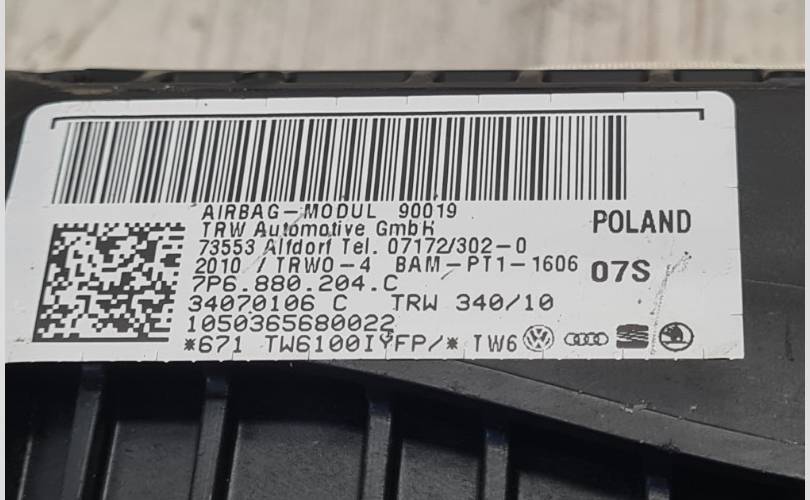 AIRBAG-MODUL 90019
TRW Automotive GmbH
POLAND
73553 Alfdorf Tel. 07172/302-0
2010 / TRWO-4 BAM-PT1-1606
07S
7P6.880.204.C
34070106 C TRW 340/10
1050365680022
*671 TW6100IYFP/* TW6